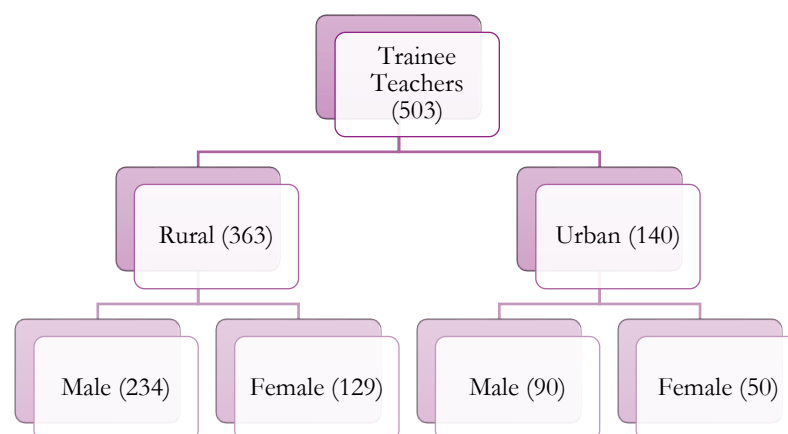 Trainee
Teachers
(503)
Rural (363)
Urban (140)
Male (234)
Female (129)
Male (90)
Female (50)